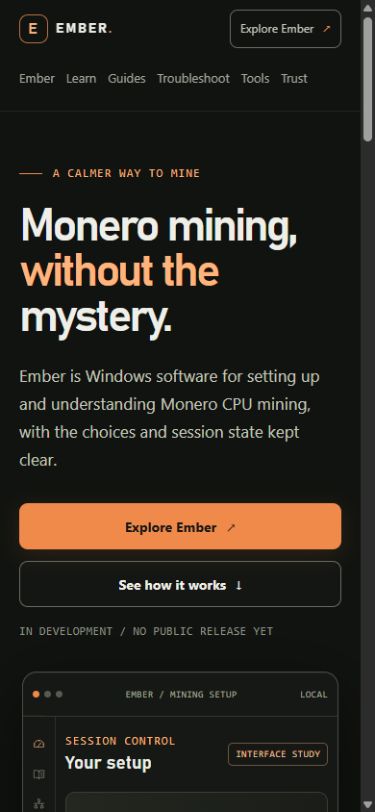 E EMBER.
Explore Ember ↗
Ember Learn Guides Troubleshoot Tools Trust
A CALMER WAY TO MINE
Monero mining,
without the
mystery.
Ember is Windows software for setting up
and understanding Monero CPU mining,
with the choices and session state kept
clear.
Explore Ember ↗
See how it works ↓
IN DEVELOPMENT / NO PUBLIC RELEASE YET
EMBER / MINING SETUP LOCAL
SESSION CONTROL
Your setup
INTERFACE STUDY